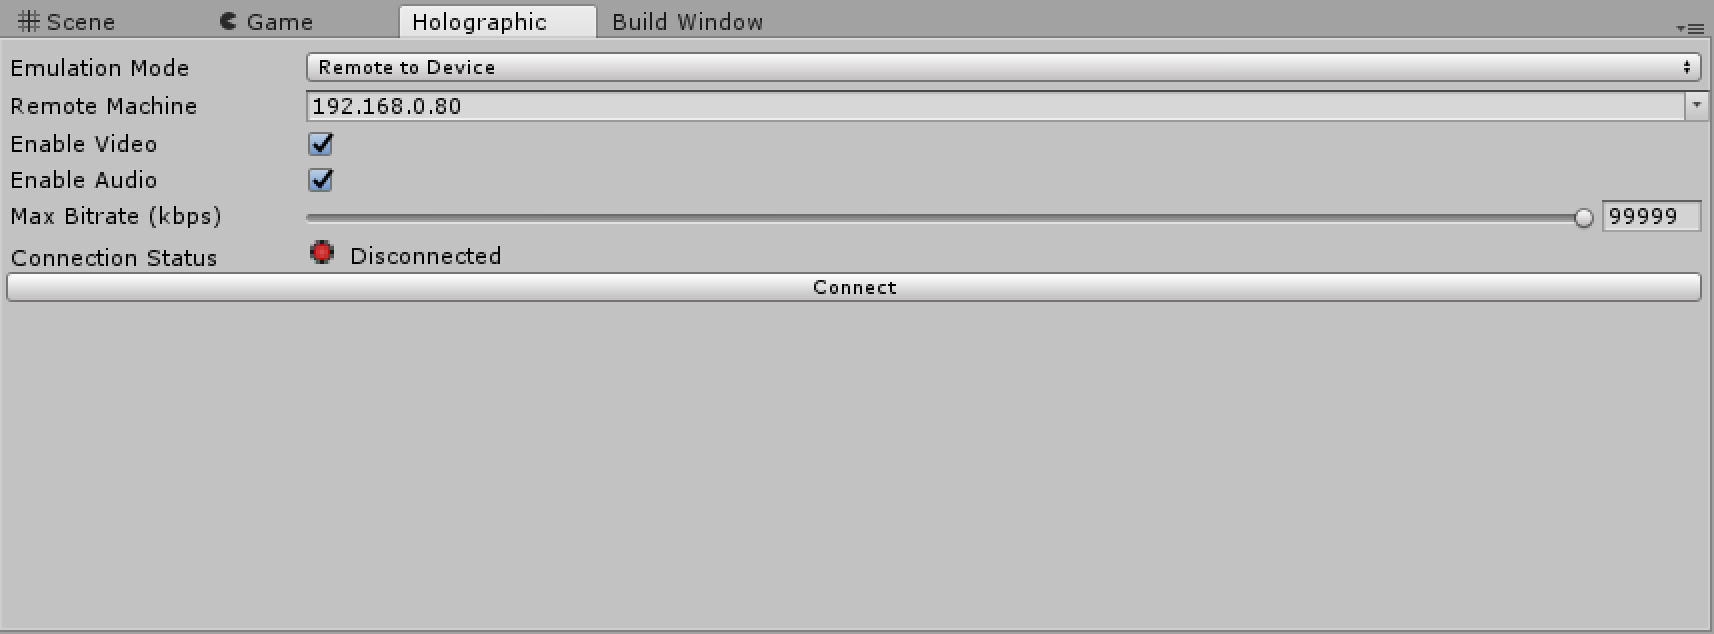 Scene Game Holographic Build Window
Emulation Mode Remote to Device
Remote Machine 192.168.0.80
Enable Video
Enable Audio
Max Bitrate (kbps) 99999
Connection Status Disconnected
Connect